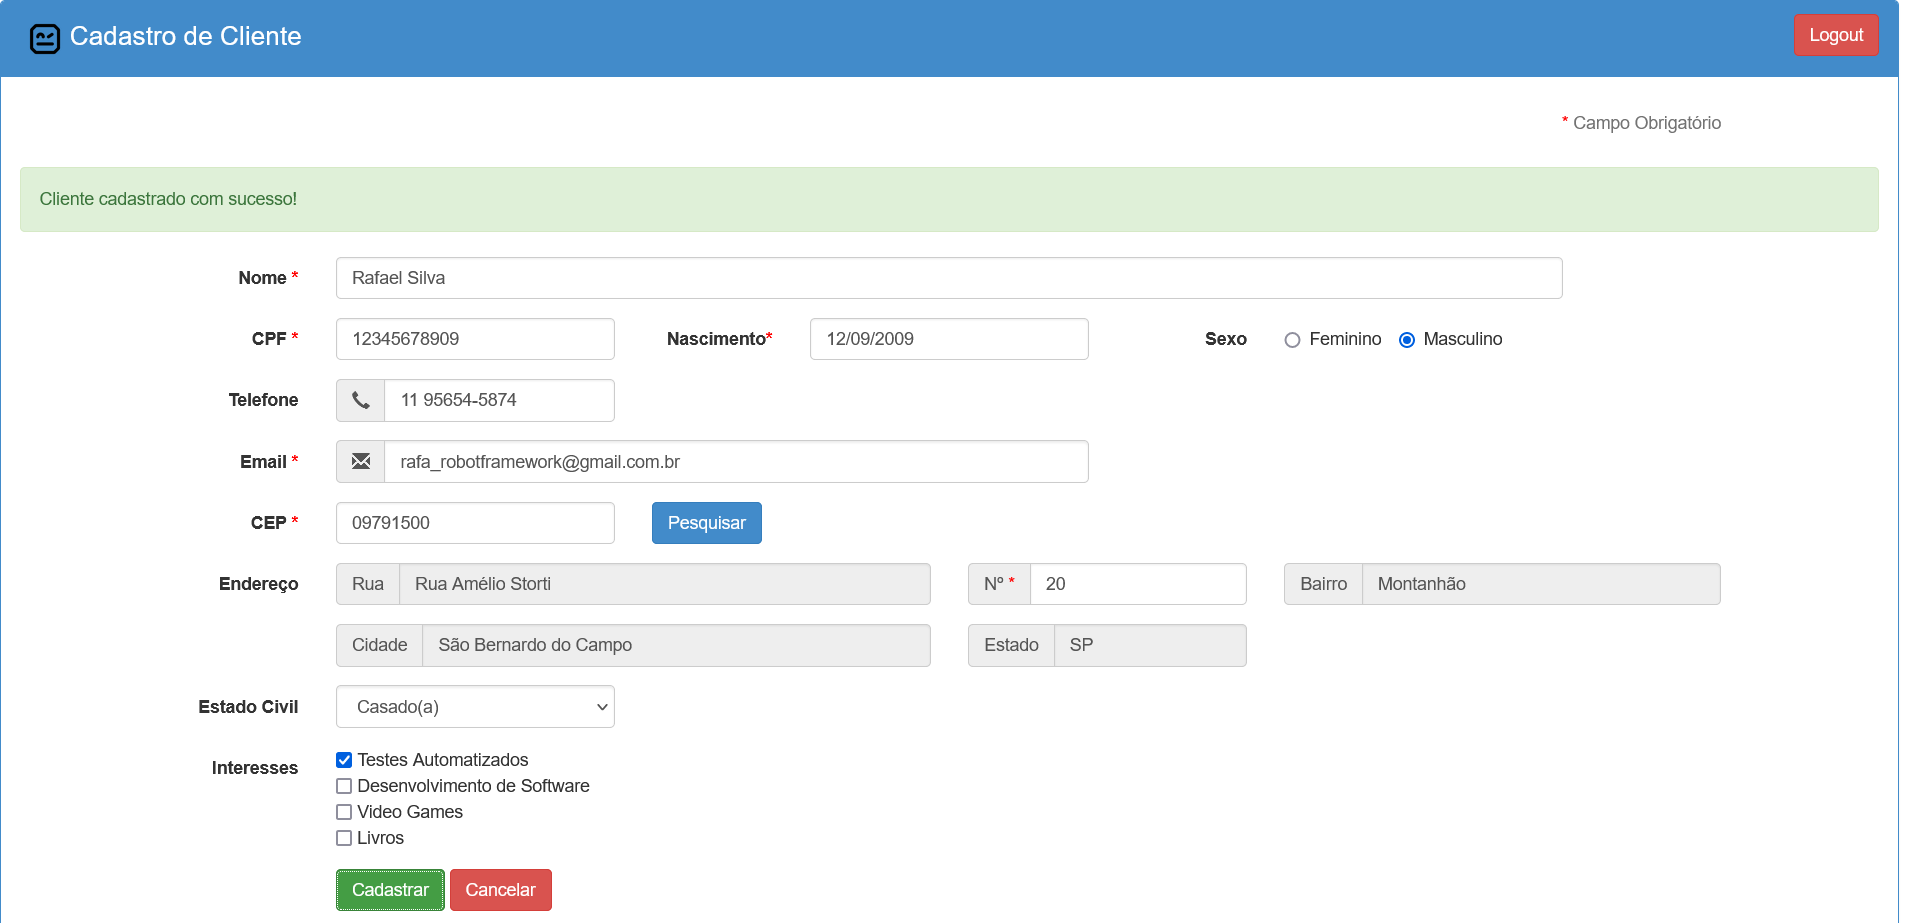 Cadastro de Cliente
Logout
* Campo Obrigatório
Cliente cadastrado com sucesso!
Nome * Rafael Silva
CPF * 12345678909 Nascimento* 12/09/2009 Sexo Feminino Masculino
Telefone 11 95654-5874
Email * rafa_robotframework@gmail.com.br
CEP * 09791500 Pesquisar
Endereço Rua Rua Amélio Storti Nº * 20 Bairro Montanhão
Cidade São Bernardo do Campo Estado SP
Estado Civil Casado(a)
Interesses Testes Automatizados
Desenvolvimento de Software
Video Games
Livros
Cadastrar Cancelar